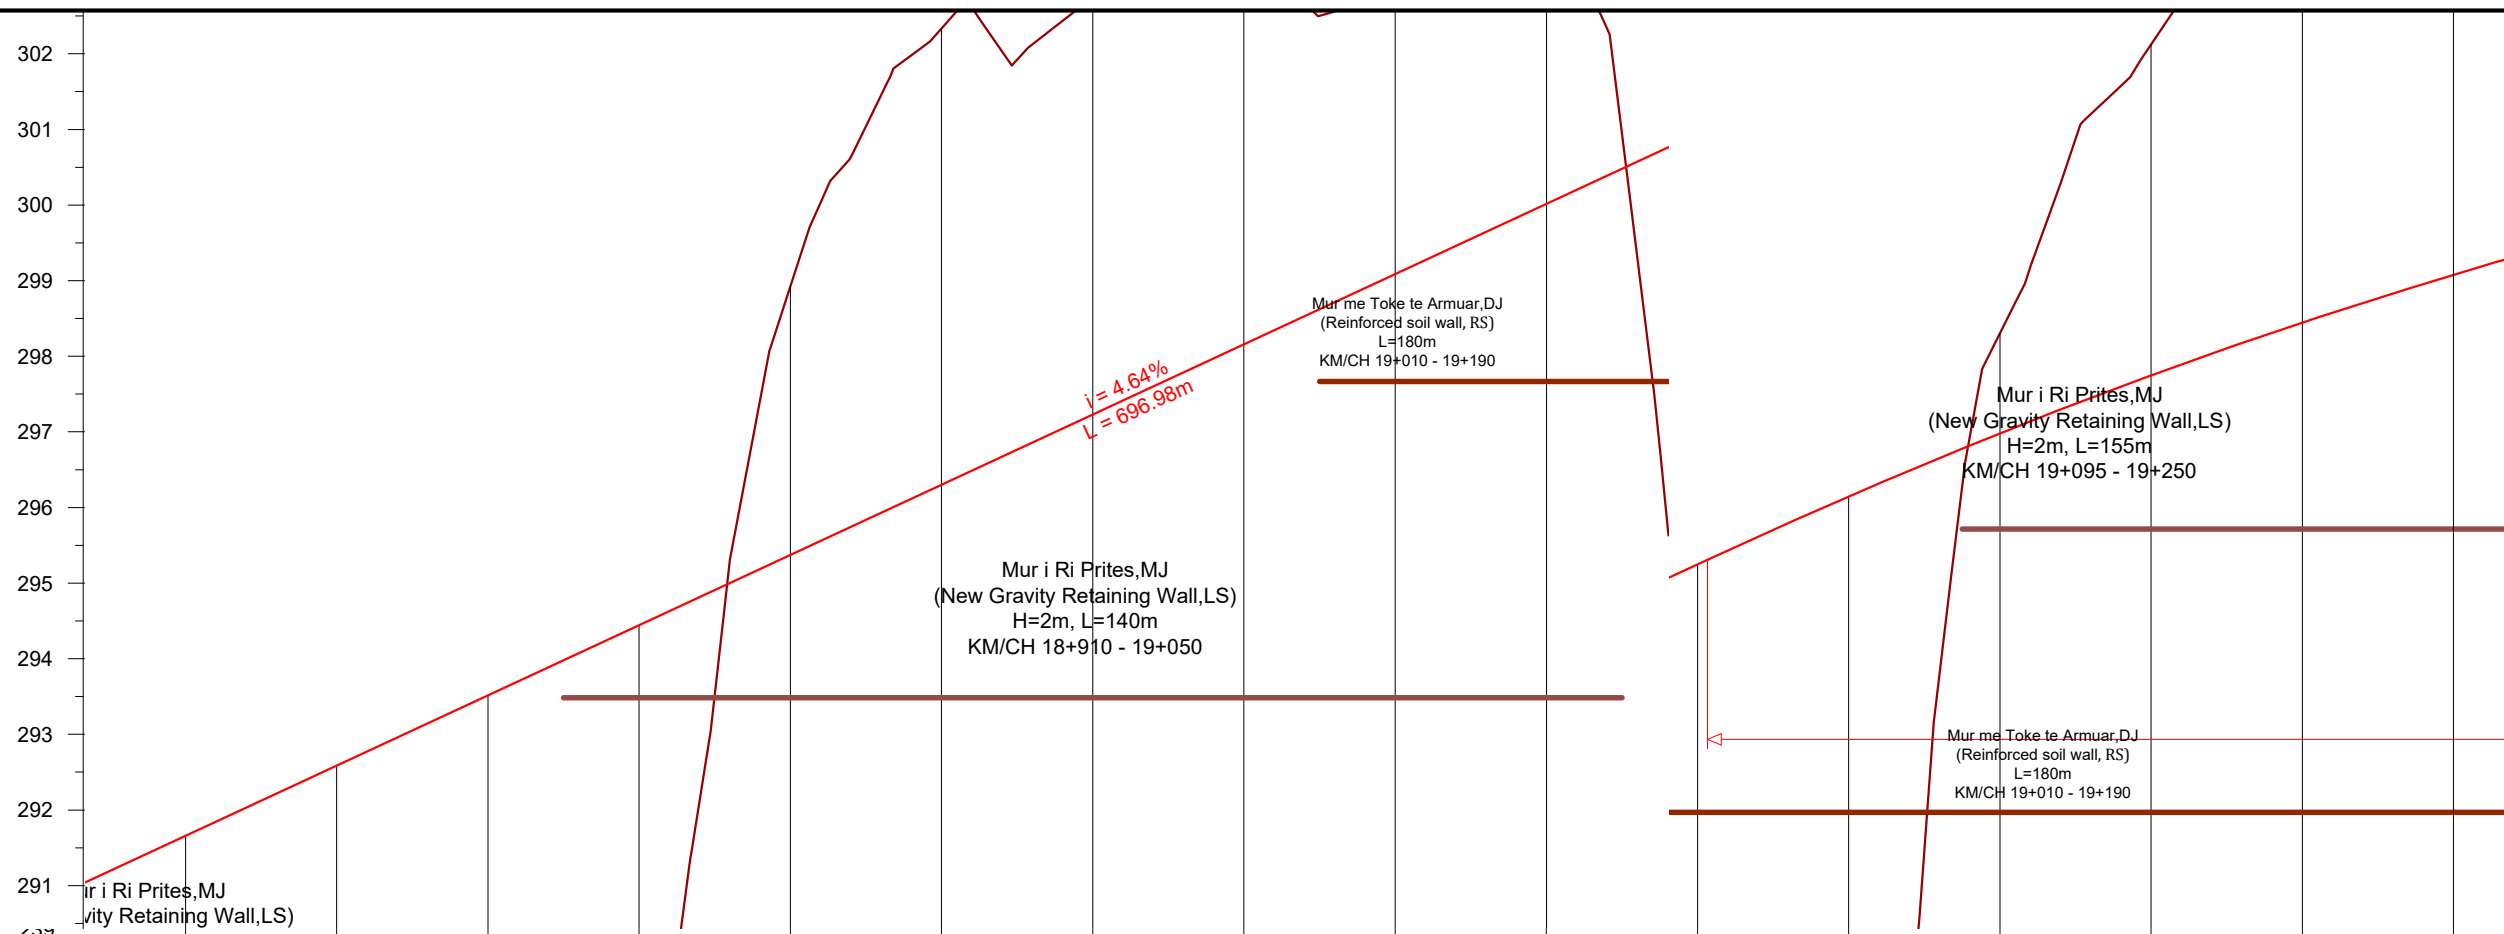 302
301
300
299
298
297
296
295
294
293
292
291
i = 4.64%
L = 696.98m
Mur me Toke te Armuar,DJ
(Reinforced soil wall, RS)
L=180m
KM/CH 19+010 - 19+190
Mur i Ri Prites,MJ
(New Gravity Retaining Wall,LS)
H=2m, L=140m
KM/CH 18+910 - 19+050
Mur i Ri Prites,MJ
(New Gravity Retaining Wall,LS)
H=2m, L=155m
KM/CH 19+095 - 19+250
Mur me Toke te Armuar,DJ
(Reinforced soil wall, RS)
L=180m
KM/CH 19+010 - 19+190
i Ri Prites,MJ
Retaining Wall,LS)